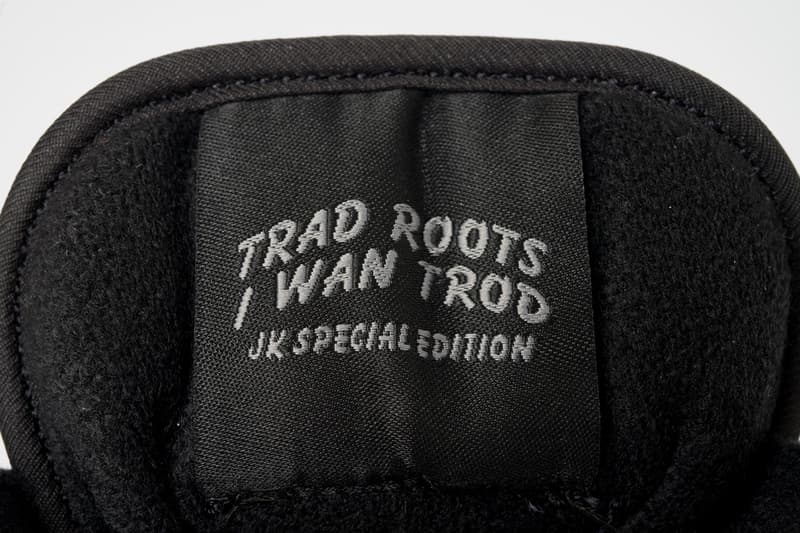 TRAD ROOTS
I WAN TROD
JK SPECIAL EDITION